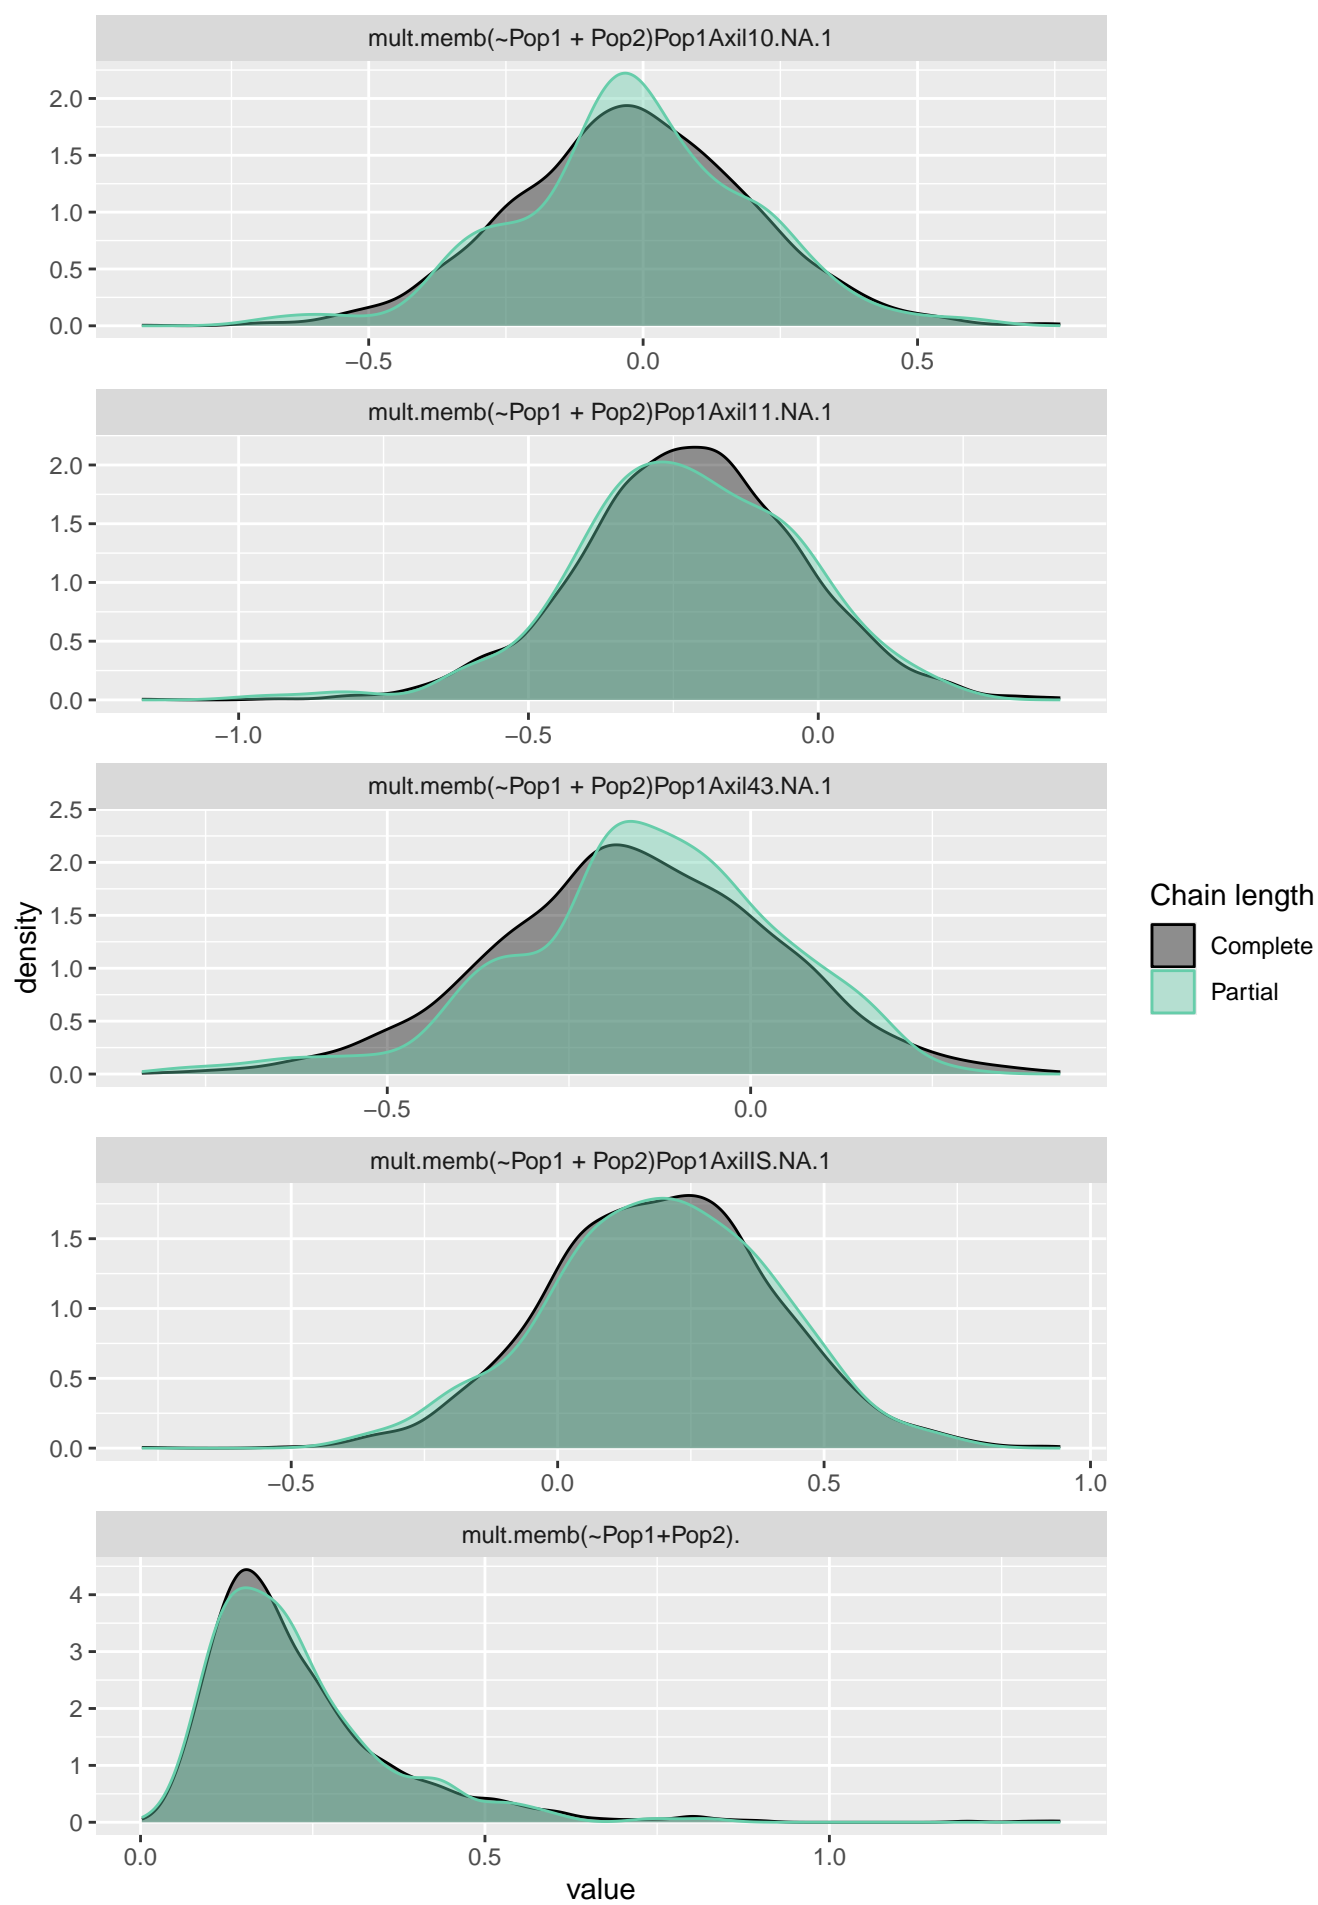 mult.memb(~Pop1 + Pop2)Pop1Axil10.NA.1
2.0
1.5
1.0
0.5
0.0
−0.5 0.0 0.5
mult.memb(~Pop1 + Pop2)Pop1Axil11.NA.1
2.0
1.5
1.0
0.5
0.0
−1.0 −0.5 0.0
mult.memb(~Pop1 + Pop2)Pop1Axil43.NA.1
2.5
2.0
1.5
1.0
0.5
0.0
−0.5 0.0
mult.memb(~Pop1 + Pop2)Pop1AxilIS.NA.1
1.5
1.0
0.5
0.0
−0.5 0.0 0.5 1.0
mult.memb(~Pop1+Pop2).
4
3
2
1
0
0.0 0.5 1.0
value
density
Chain length
Complete
Partial